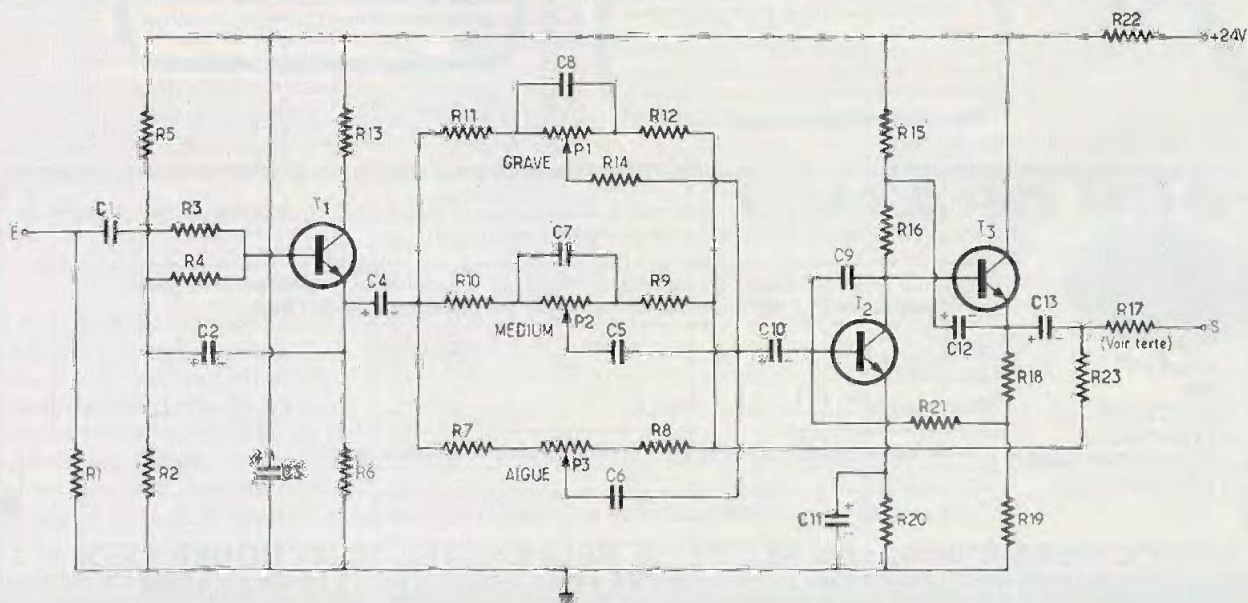 R22
+24V
C8
R11
R12
R5
R13
P1
R15
GRAVE
R14
C1
R3
T1
C7
R16
T3
E
R4
C4
R10
R9
C9
+ -
MEDIUM
P2
C5
C10
T2
+ -
C13
R17
S
C2
+ -
+ -
C12
+ -
(Voir texte)
R18
R23
R21
R7
R8
R1
R2
C3
R6
AIGUE
P3
C6
C11
+
-
R20
R19